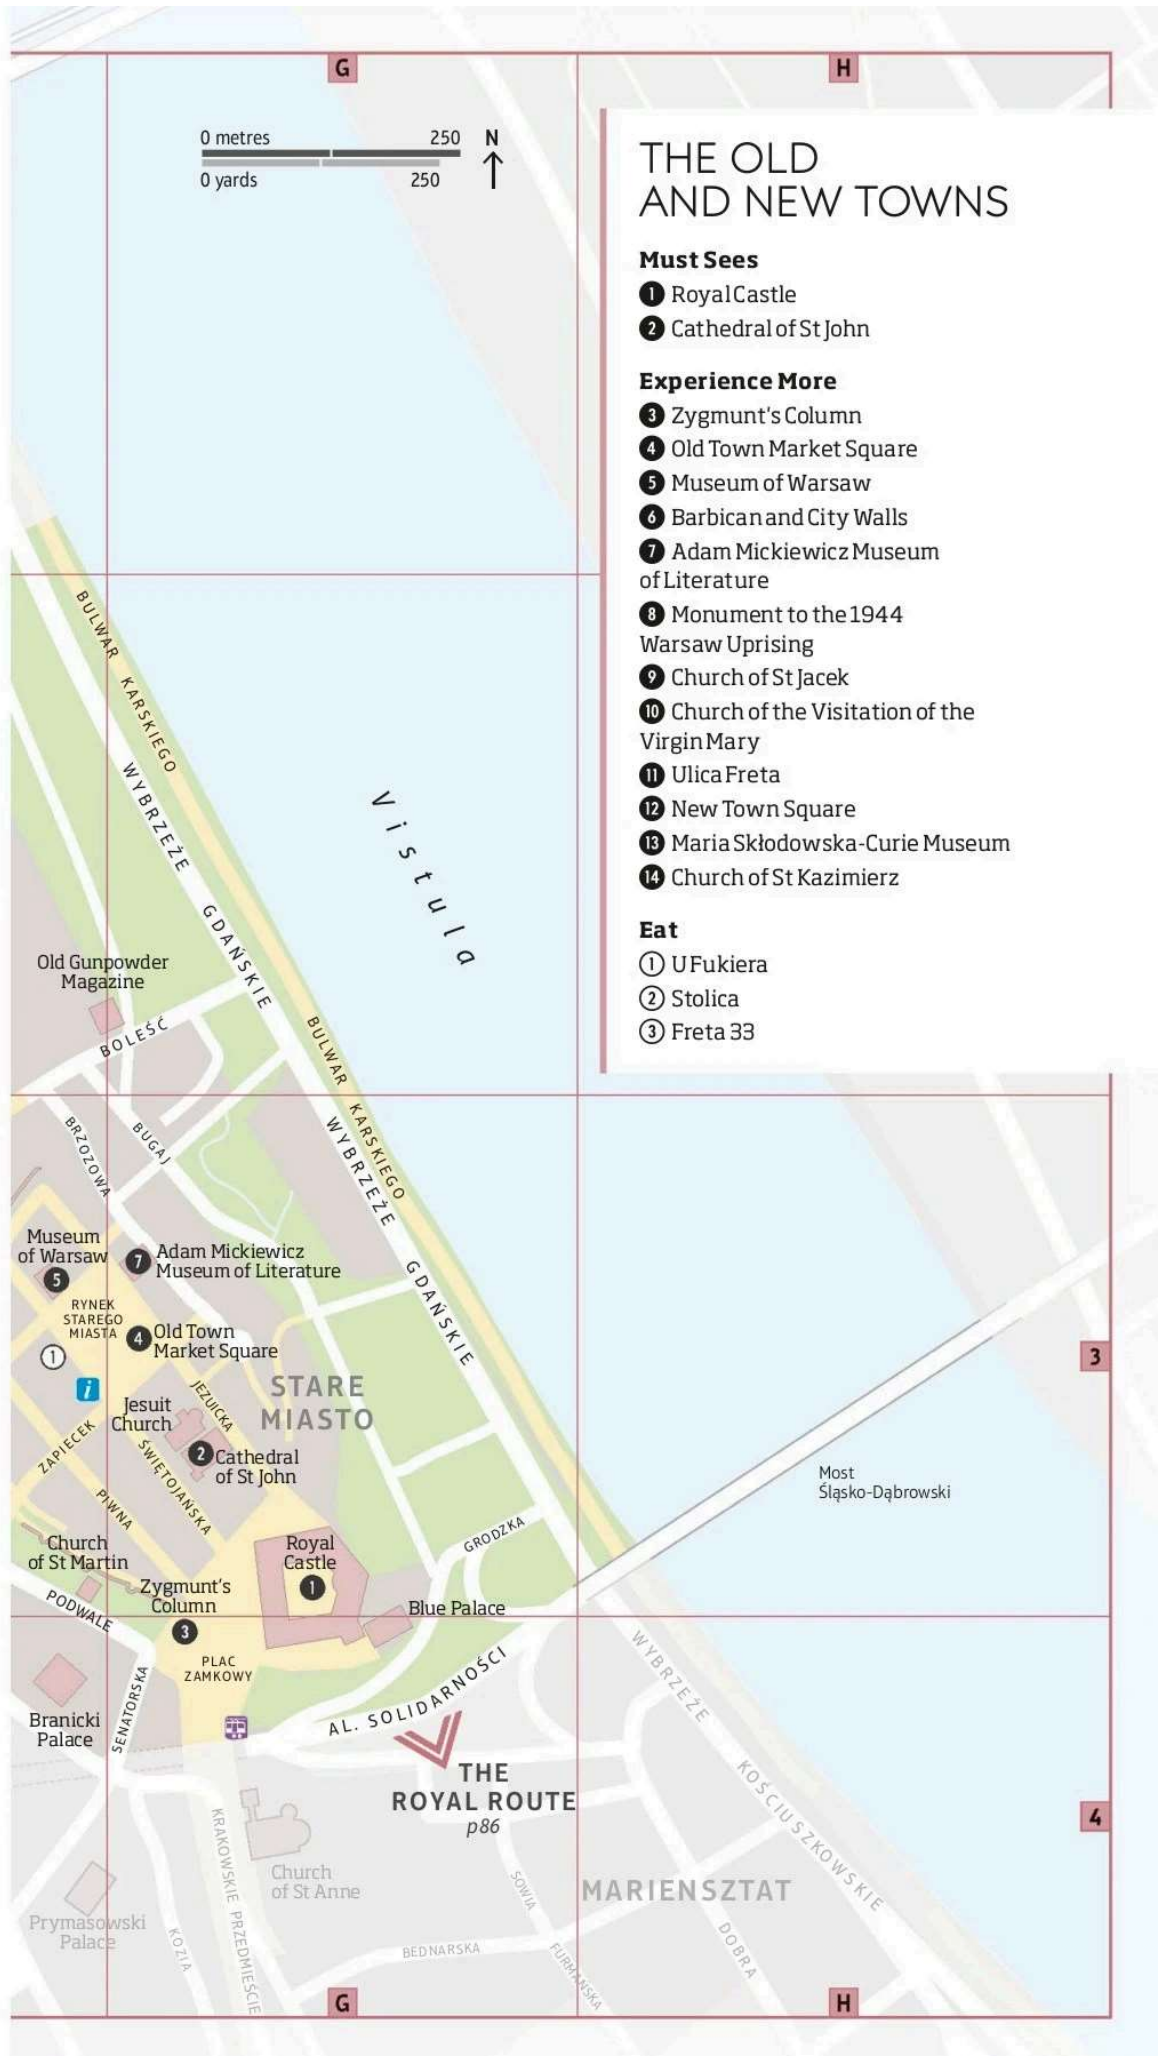 G
H
0 metres 250
N
0 yards 250
THE OLD
AND NEW TOWNS
Must Sees
1 Royal Castle
2 Cathedral of St John
Experience More
3 Zygmunt's Column
4 Old Town Market Square
5 Museum of Warsaw
6 Barbican and City Walls
7 Adam Mickiewicz Museum
of Literature
8 Monument to the 1944
Warsaw Uprising
9 Church of St Jacek
10 Church of the Visitation of the
Virgin Mary
11 Ulica Freta
12 New Town Square
13 Maria Skłodowska-Curie Museum
14 Church of St Kazimierz
Eat
1 U Fukiera
2 Stolica
3 Freta 33
BULWAR KARSKIEGO
WYBRZEŻE GDAŃSKIE
Vistula
Old Gunpowder
Magazine
BOLEŚĆ
BULWAR KARSKIEGO
WYBRZEŻE GDAŃSKIE
BRZOZOWA
BUGAJ
Museum
of Warsaw
5
7
Adam Mickiewicz
Museum of Literature
RYNEK
STAREGO
MIASTA
4
Old Town
Market Square
1
i
3
STARE
MIASTO
JEZUICKA
Jesuit
Church
ZAPIECEK
ŚWIĘTOJAŃSKA
2
Cathedral
of St John
PIWNA
Most
Śląsko-Dąbrowski
GRODZKA
Church
of St Martin
Royal
Castle
1
Zygmunt's
Column
3
PODWALE
Blue Palace
PLAC
ZAMKOWY
SENATORSKA
Branicki
Palace
AL. SOLIDARNOŚCI
WYBRZEŻE KOŚCIUSZKOWSKIE
THE
ROYAL ROUTE
p86
4
KRAKOWSKIE PRZEDMIEŚCIE
Church
of St Anne
SOWIA
MARIENSZTAT
Prymasowski
Palace
KOZIA
BEDNARSKA
FURMAŃSKA
DOBRA
G
H